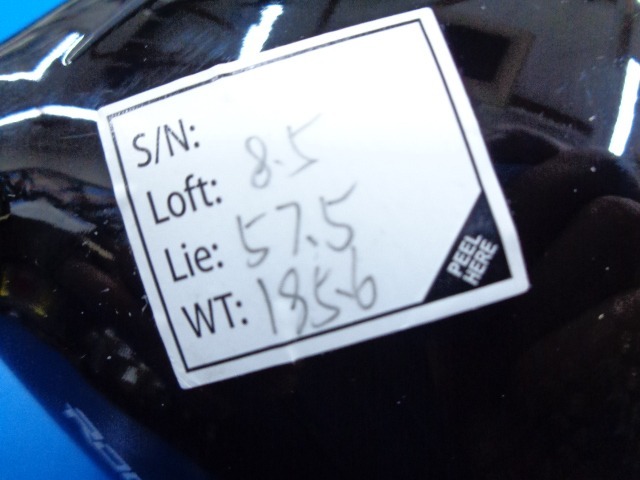 S/N:
Loft: 8.5
Lie: 57.5
WT: 185.6
PEEL
HERE